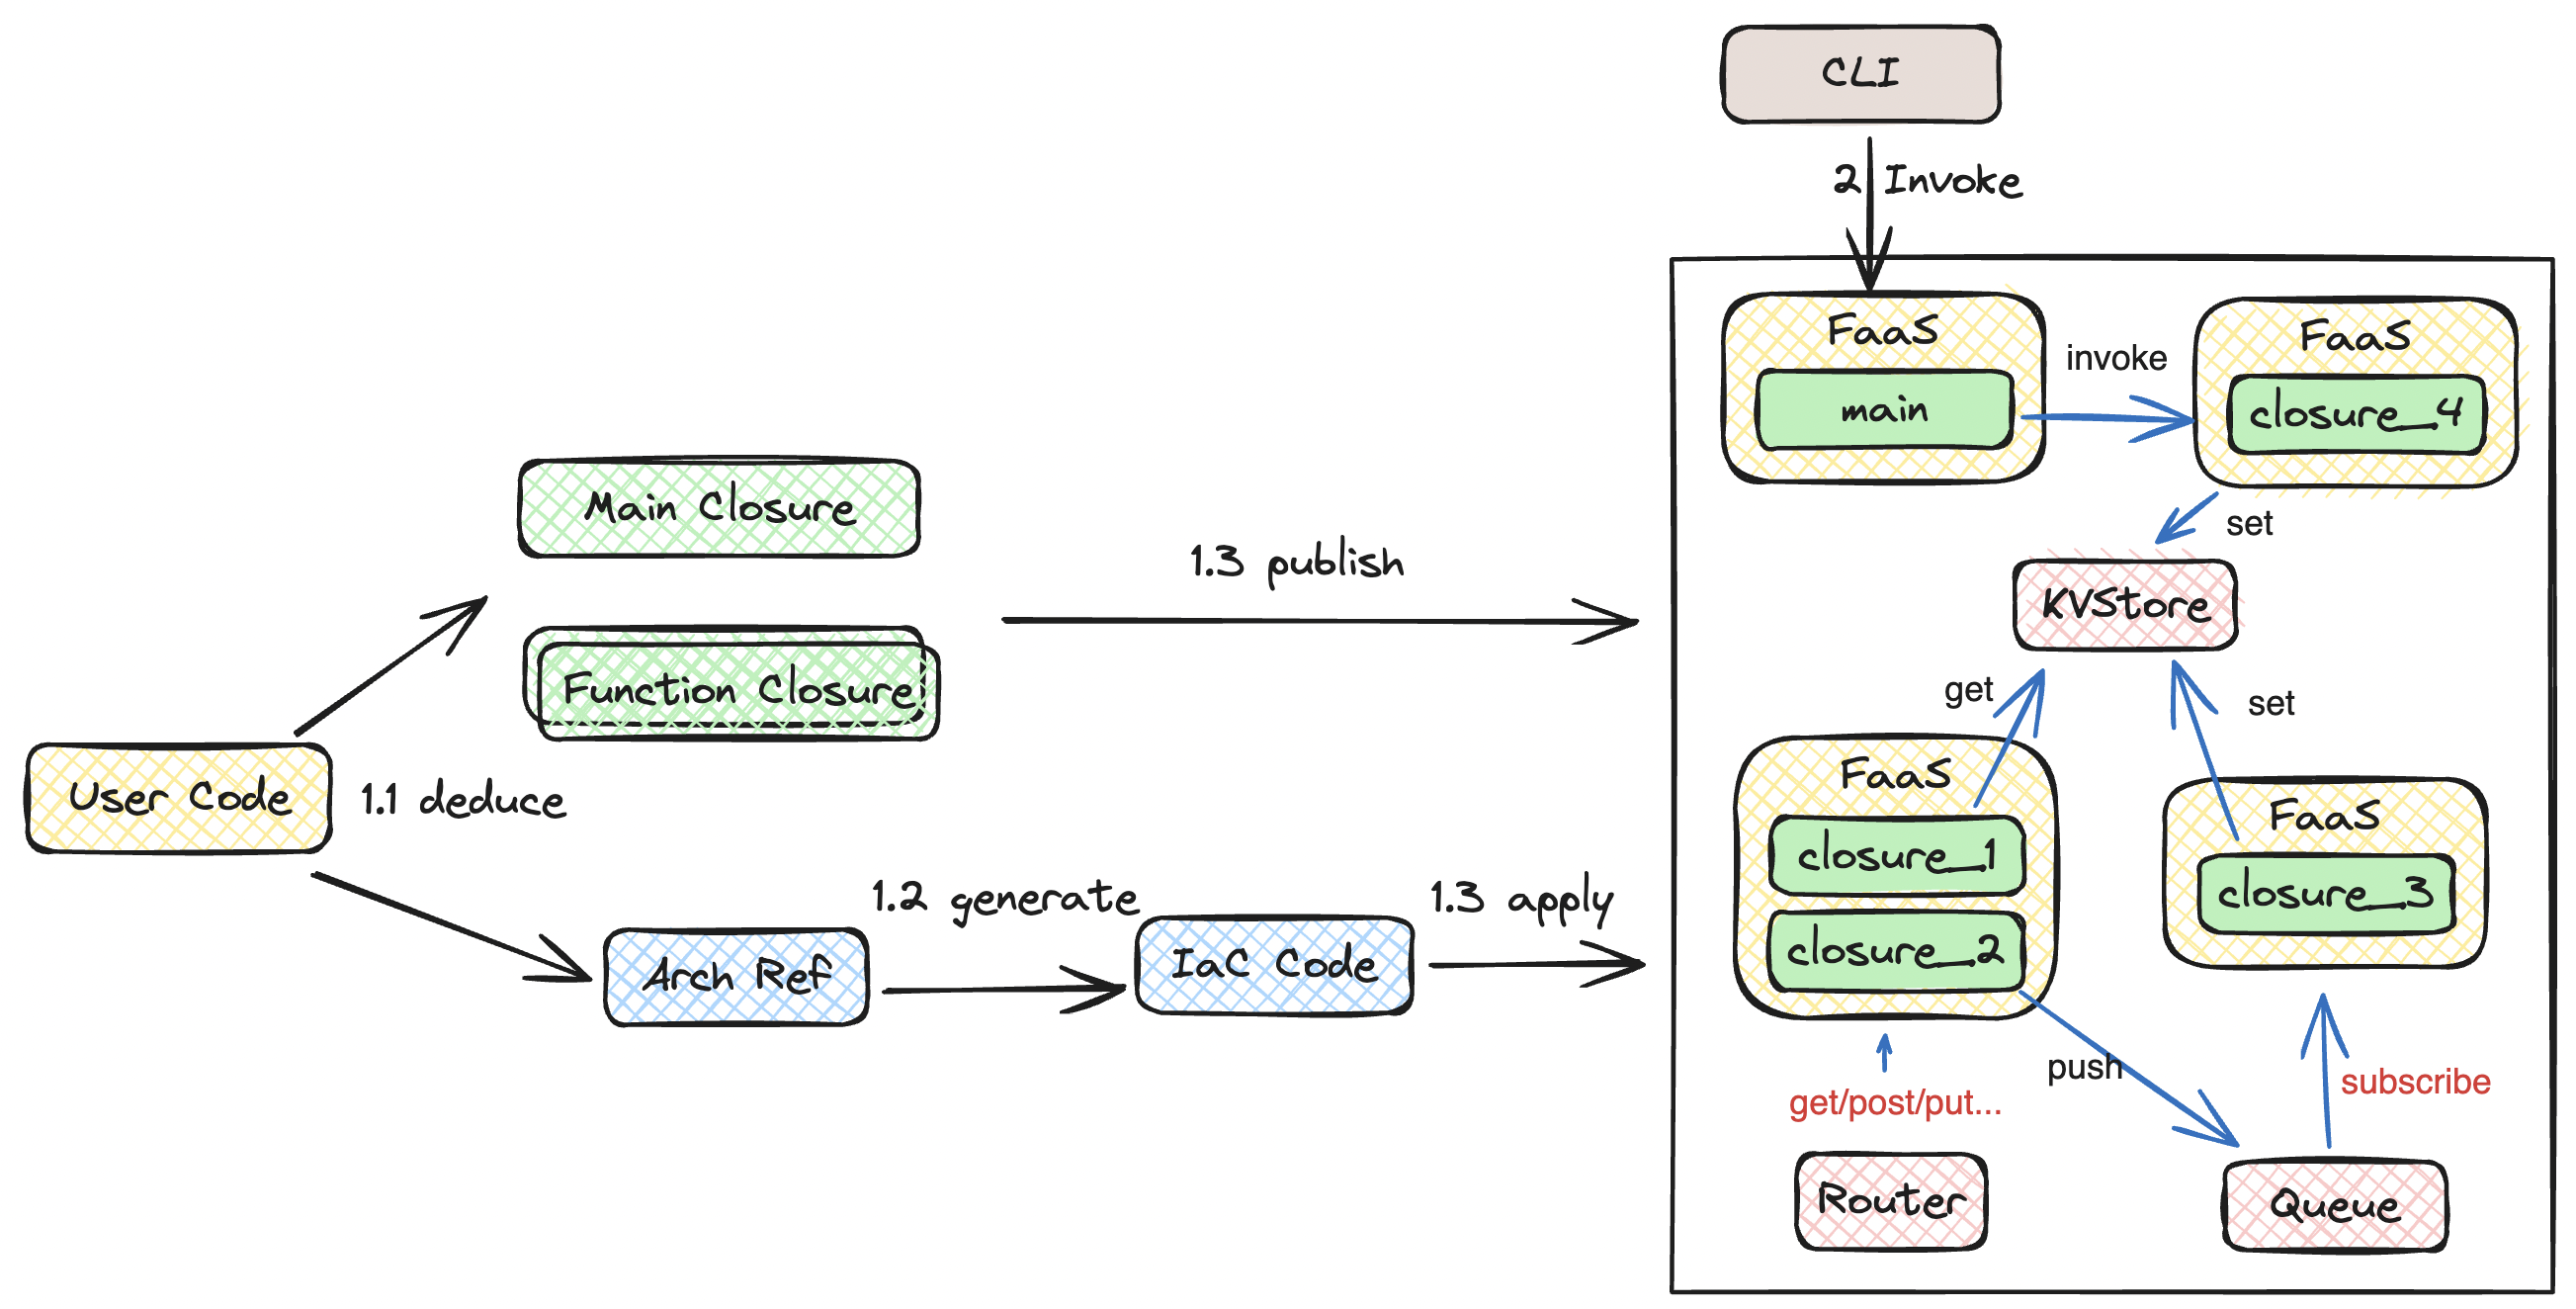 CLI
2 Invoke
FaaS
main
invoke
FaaS
closure_4
set
KVStore
get
set
Main Closure
Function Closure
1.3 publish
User Code
1.1 deduce
Arch Ref
1.2 generate
IaC Code
1.3 apply
FaaS
closure_1
closure_2
FaaS
closure_3
push
subscribe
get/post/put...
Router
Queue